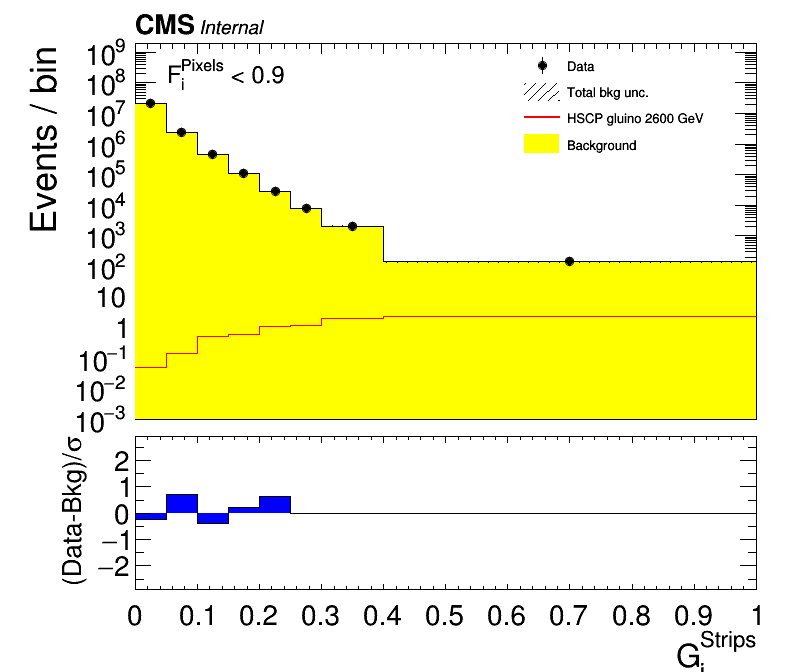 CMS Internal
F_i^Pixels < 0.9
Data
Total bkg unc.
HSCP gluino 2600 GeV
Background
Events / bin
10^9
10^8
10^7
10^6
10^5
10^4
10^3
10^2
10
1
10^−1
10^−2
10^−3
(Data-Bkg)/σ
2
1
0
−1
−2
0 0.1 0.2 0.3 0.4 0.5 0.6 0.7 0.8 0.9 1
G_i^Strips